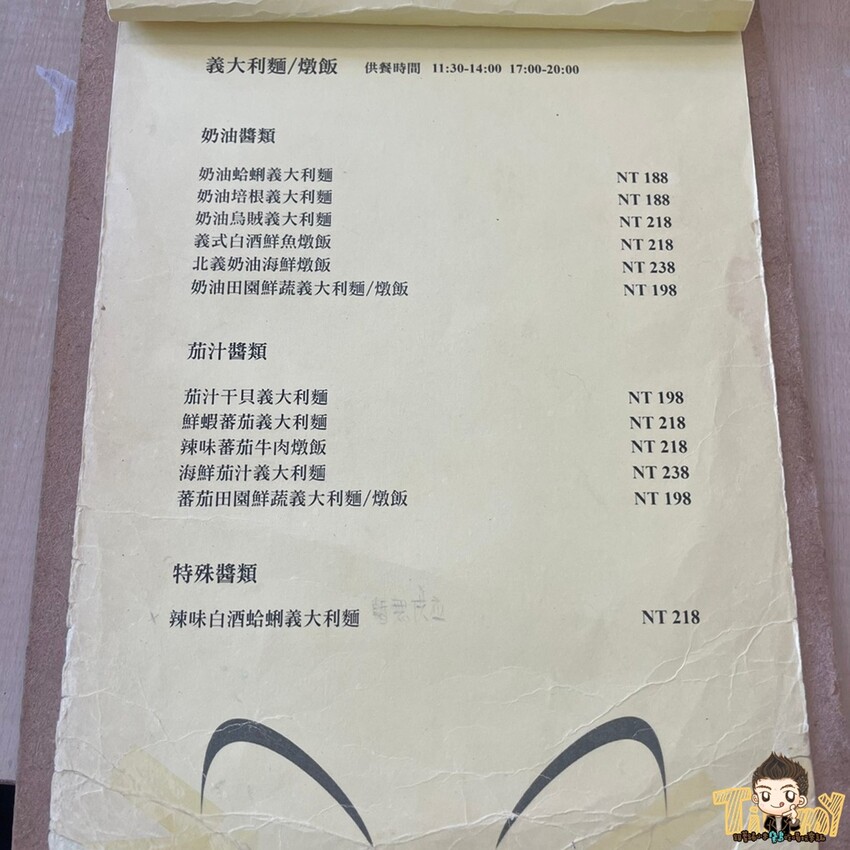 義大利麵/燉飯 供餐時間 11:30-14:00 17:00-20:00
奶油醬類
奶油蛤蜊義大利麵 NT 188
奶油培根義大利麵 NT 188
奶油烏賊義大利麵 NT 218
義式白酒鮮魚燉飯 NT 218
北義奶油海鮮燉飯 NT 238
奶油田園鮮蔬義大利麵/燉飯 NT 198
茄汁醬類
茄汁干貝義大利麵 NT 198
鮮蝦蕃茄義大利麵 NT 218
辣味蕃茄牛肉燉飯 NT 218
海鮮茄汁義大利麵 NT 238
蕃茄田園鮮蔬義大利麵/燉飯 NT 198
特殊醬類
辣味白酒蛤蜊義大利麵 NT 218